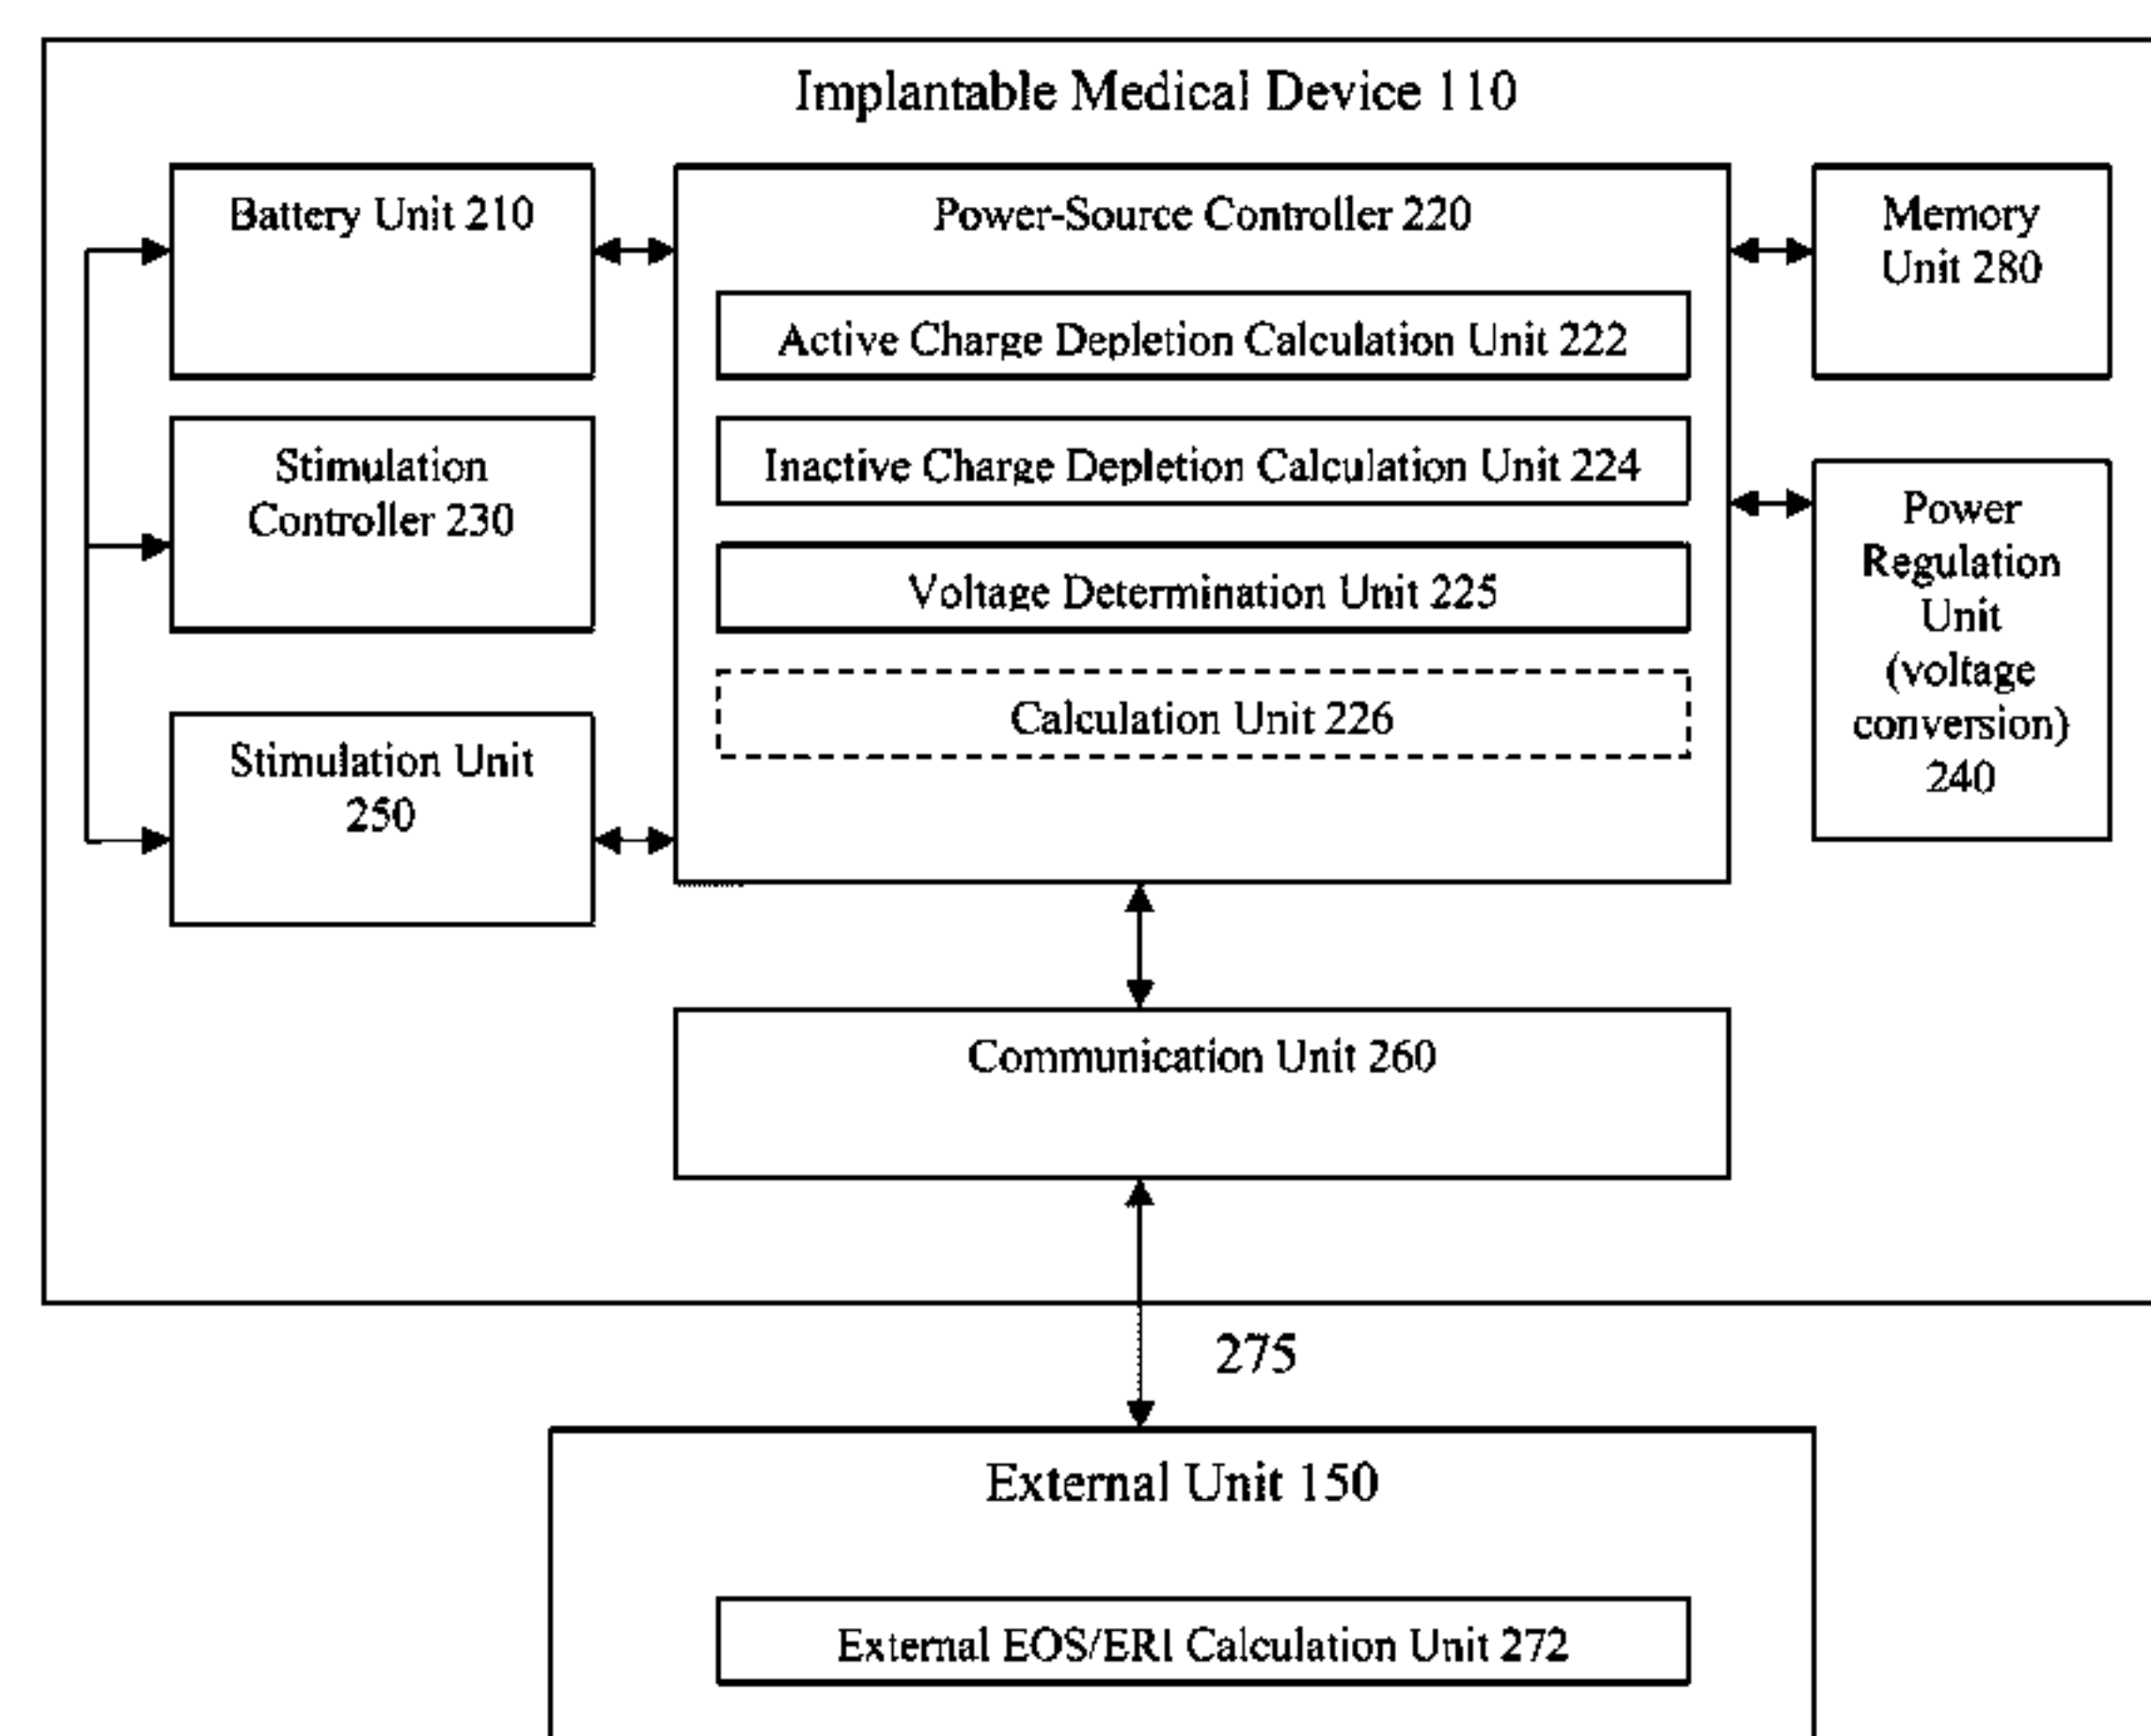 Implantable Medical Device 110
Battery Unit 210
Power-Source Controller 220
Memory
Unit 280
Active Charge Depletion Calculation Unit 222
Inactive Charge Depletion Calculation Unit 224
Voltage Determination Unit 225
Calculation Unit 226
Stimulation
Controller 230
Power
Regulation
Unit
(voltage
conversion)
240
Stimulation Unit
250
Communication Unit 260
275
External Unit 150
External EOS/ERI Calculation Unit 272